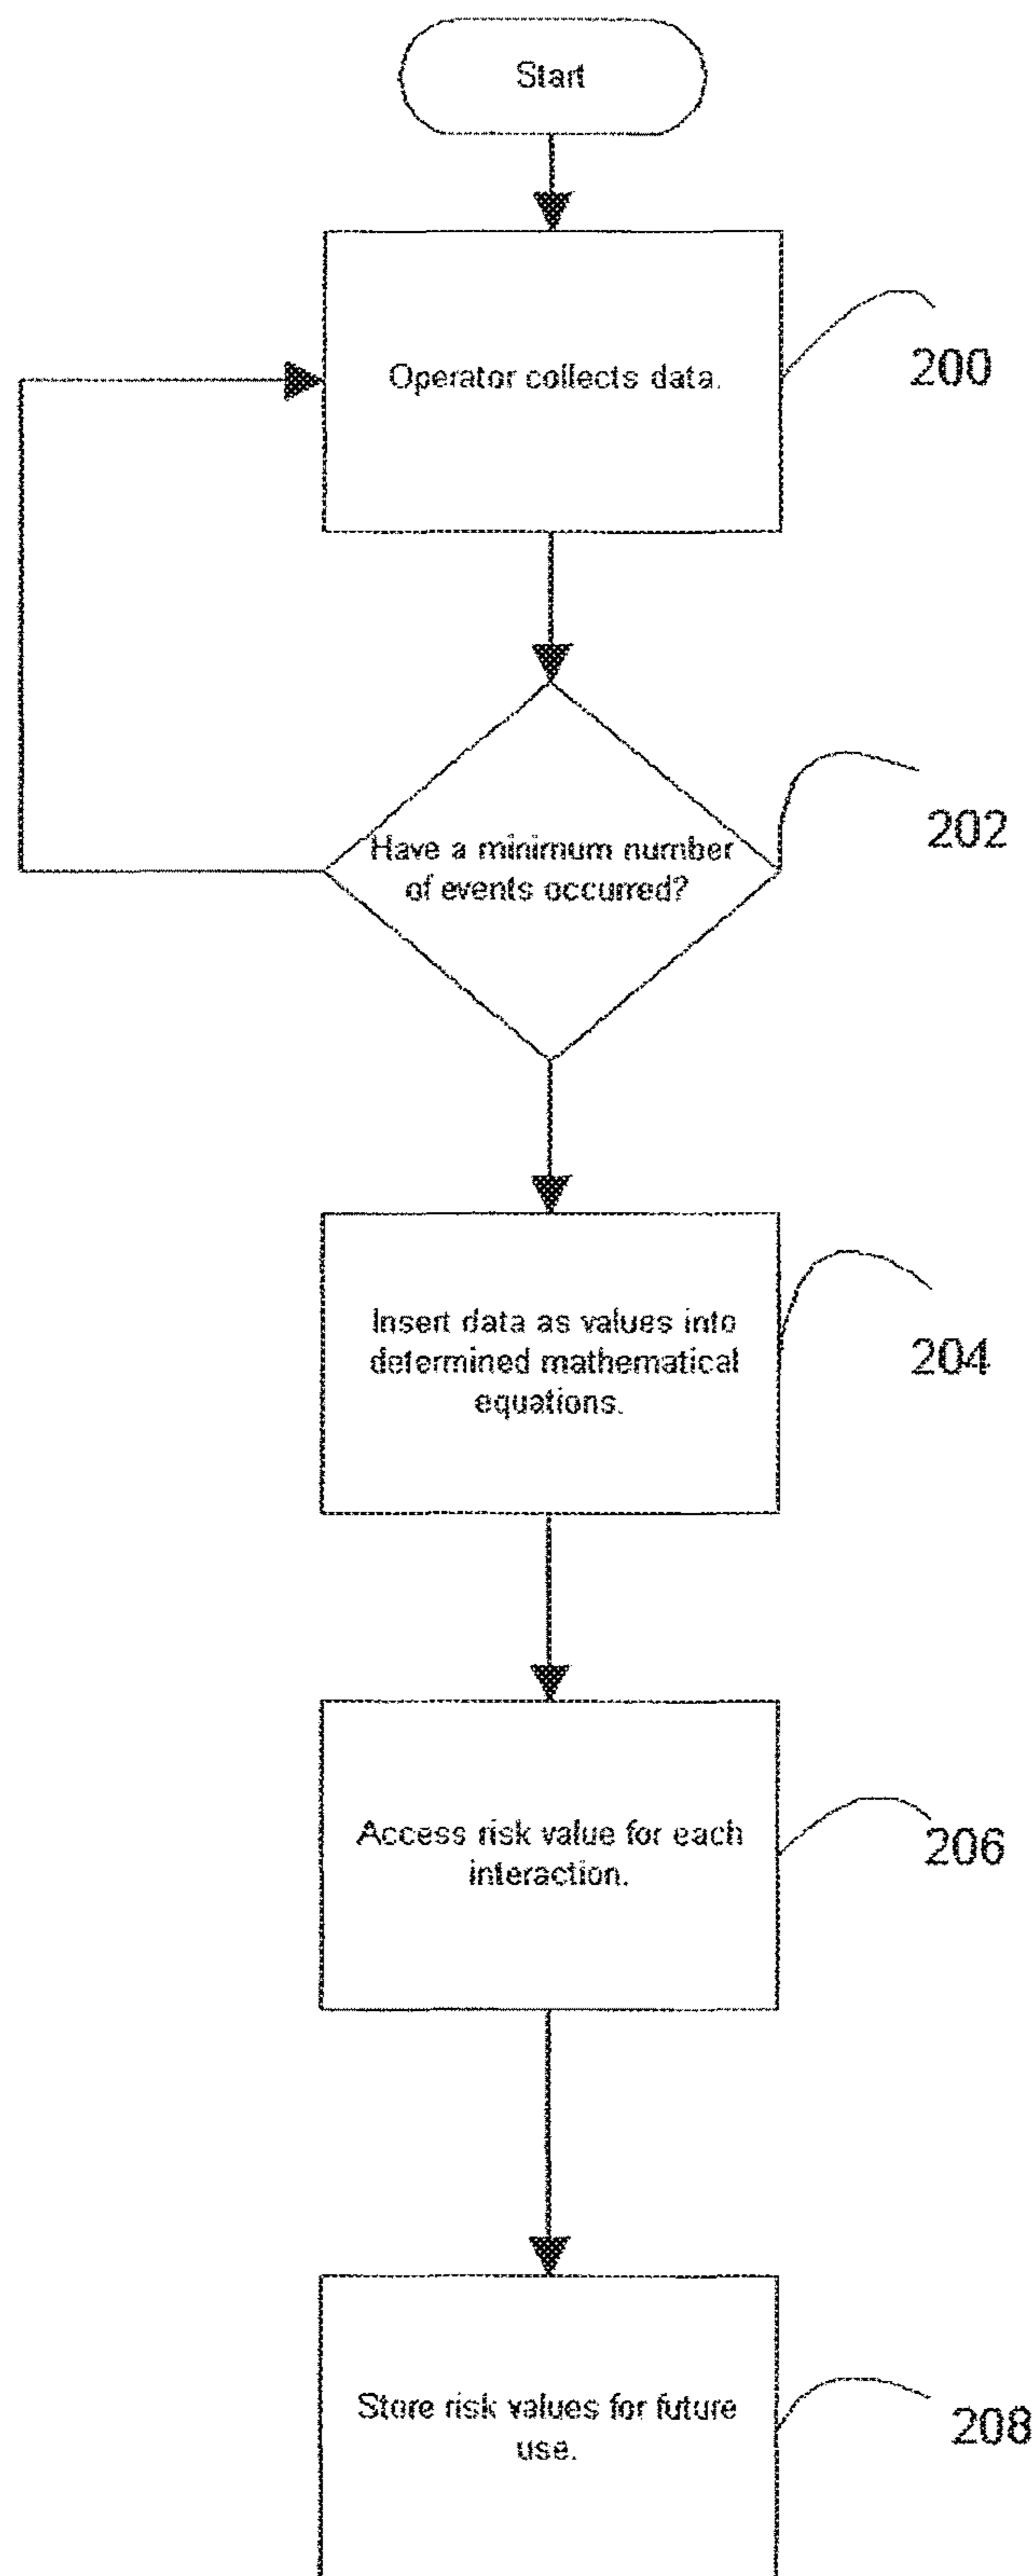 Start
Operator collects data.
200
Have a minimum number
of events occurred?
202
Insert data as values into
determined mathematical
equations.
204
Access risk value for each
interaction.
206
Store risk values for future
use.
208